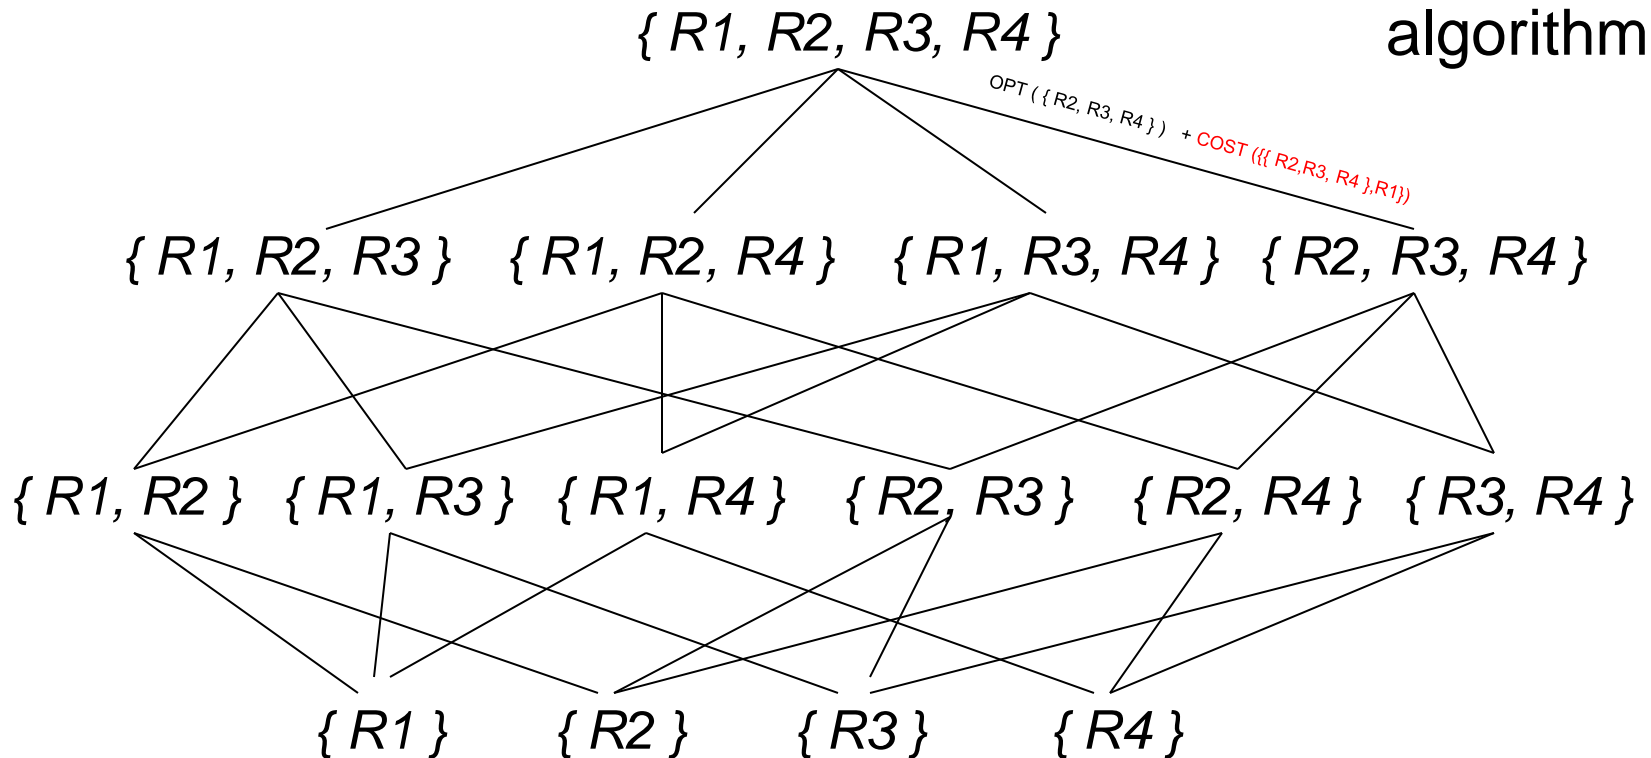 { R1, R2, R3, R4 }
algorithm
OPT ( { R2, R3, R4 } ) + COST ({{ R2,R3, R4 },R1})
{ R1, R2, R3 } { R1, R2, R4 } { R1, R3, R4 } { R2, R3, R4 }
{ R1, R2 } { R1, R3 } { R1, R4 } { R2, R3 } { R2, R4 } { R3, R4 }
{ R1 } { R2 } { R3 } { R4 }